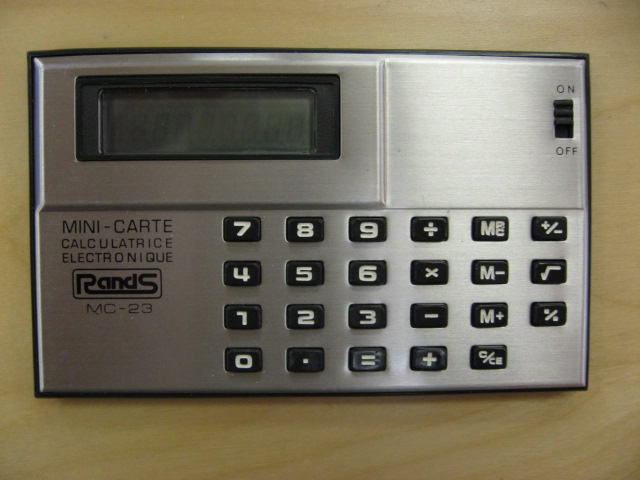 ON
OFF
MINI-CARTE
CALCULATRICE
ELECTRONIQUE
RandS
MC-23
7 8 9 ÷ MRC +/-
4 5 6 × M- √
1 2 3 - M+ %
0 . = + C/CE